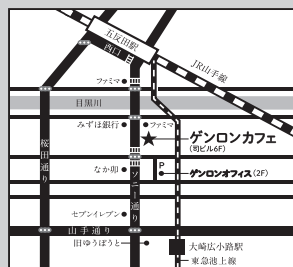 五反田駅
西口
JR山手線
ファミマ
目黒川
みずほ銀行
ファミマ
ゲンロンカフェ
(司ビル6F)
桜田通り
なか卯
P
ゲンロンオフィス(2F)
ソニー通り
セブンイレブン
山手通り
旧ゆうぽうと
大崎広小路駅
東急池上線